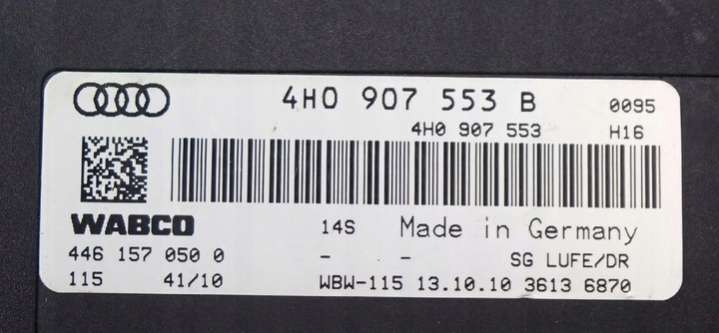 4H0 907 553 B 0095
4H0 907 553 H16
WABCO 14S Made in Germany
446 157 050 0 - - SG LUFE/DR
115 41/10 WBW-115 13.10.10 3613 6870